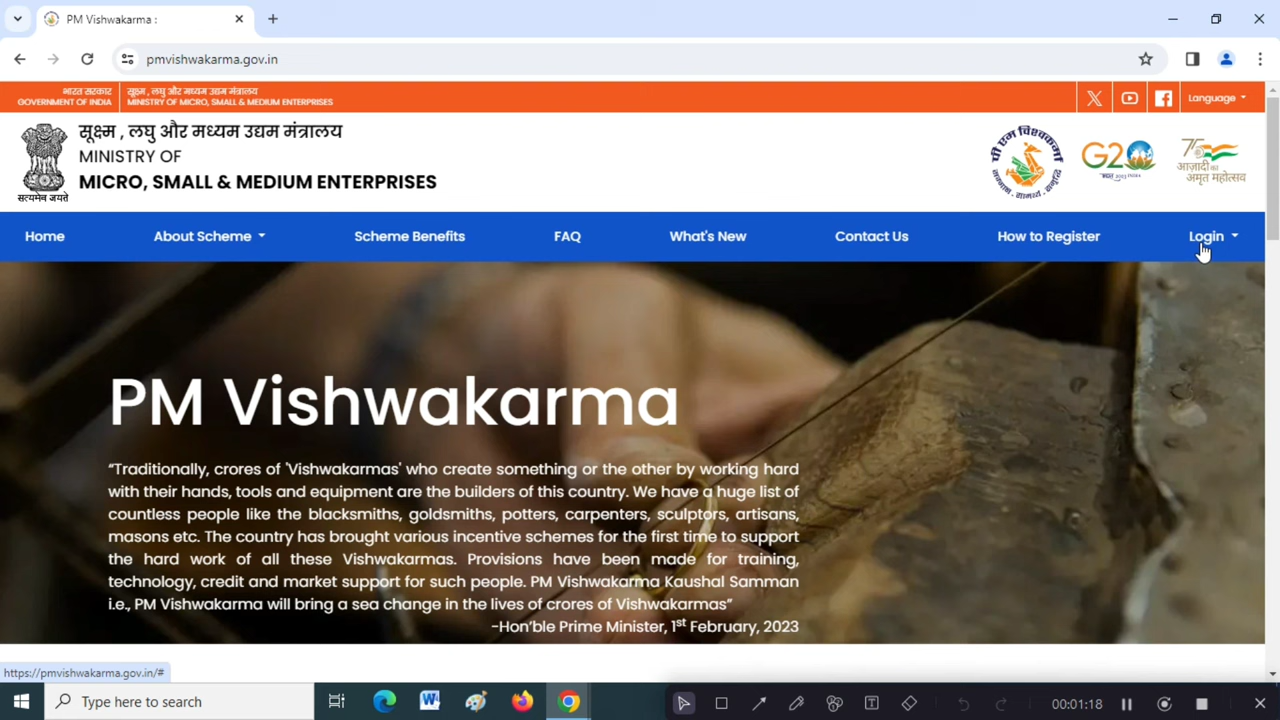 PM Vishwakarma :
pmvishwakarma.gov.in
भारत सरकार
GOVERNMENT OF INDIA
सूक्ष्म , लघु और मध्यम उद्यम मंत्रालय
MINISTRY OF MICRO, SMALL & MEDIUM ENTERPRISES
Language
सूक्ष्म , लघु और मध्यम उद्यम मंत्रालय
MINISTRY OF
MICRO, SMALL & MEDIUM ENTERPRISES
सत्यमेव जयते
पी एम विश्वकर्मा
सम्मान, सामर्थ्य, समृद्धि
G20
भारत 2023 INDIA
75
आज़ादी का
अमृत महोत्सव
Home
About Scheme
Scheme Benefits
FAQ
What's New
Contact Us
How to Register
Login
PM Vishwakarma
“Traditionally, crores of 'Vishwakarmas' who create something or the other by working hard
with their hands, tools and equipment are the builders of this country. We have a huge list of
countless people like the blacksmiths, goldsmiths, potters, carpenters, sculptors, artisans,
masons etc. The country has brought various incentive schemes for the first time to support
the hard work of all these Vishwakarmas. Provisions have been made for training,
technology, credit and market support for such people. PM Vishwakarma Kaushal Samman
i.e., PM Vishwakarma will bring a sea change in the lives of crores of Vishwakarmas”
-Hon'ble Prime Minister, 1st February, 2023
https://pmvishwakarma.gov.in/#
Type here to search
00:01:18